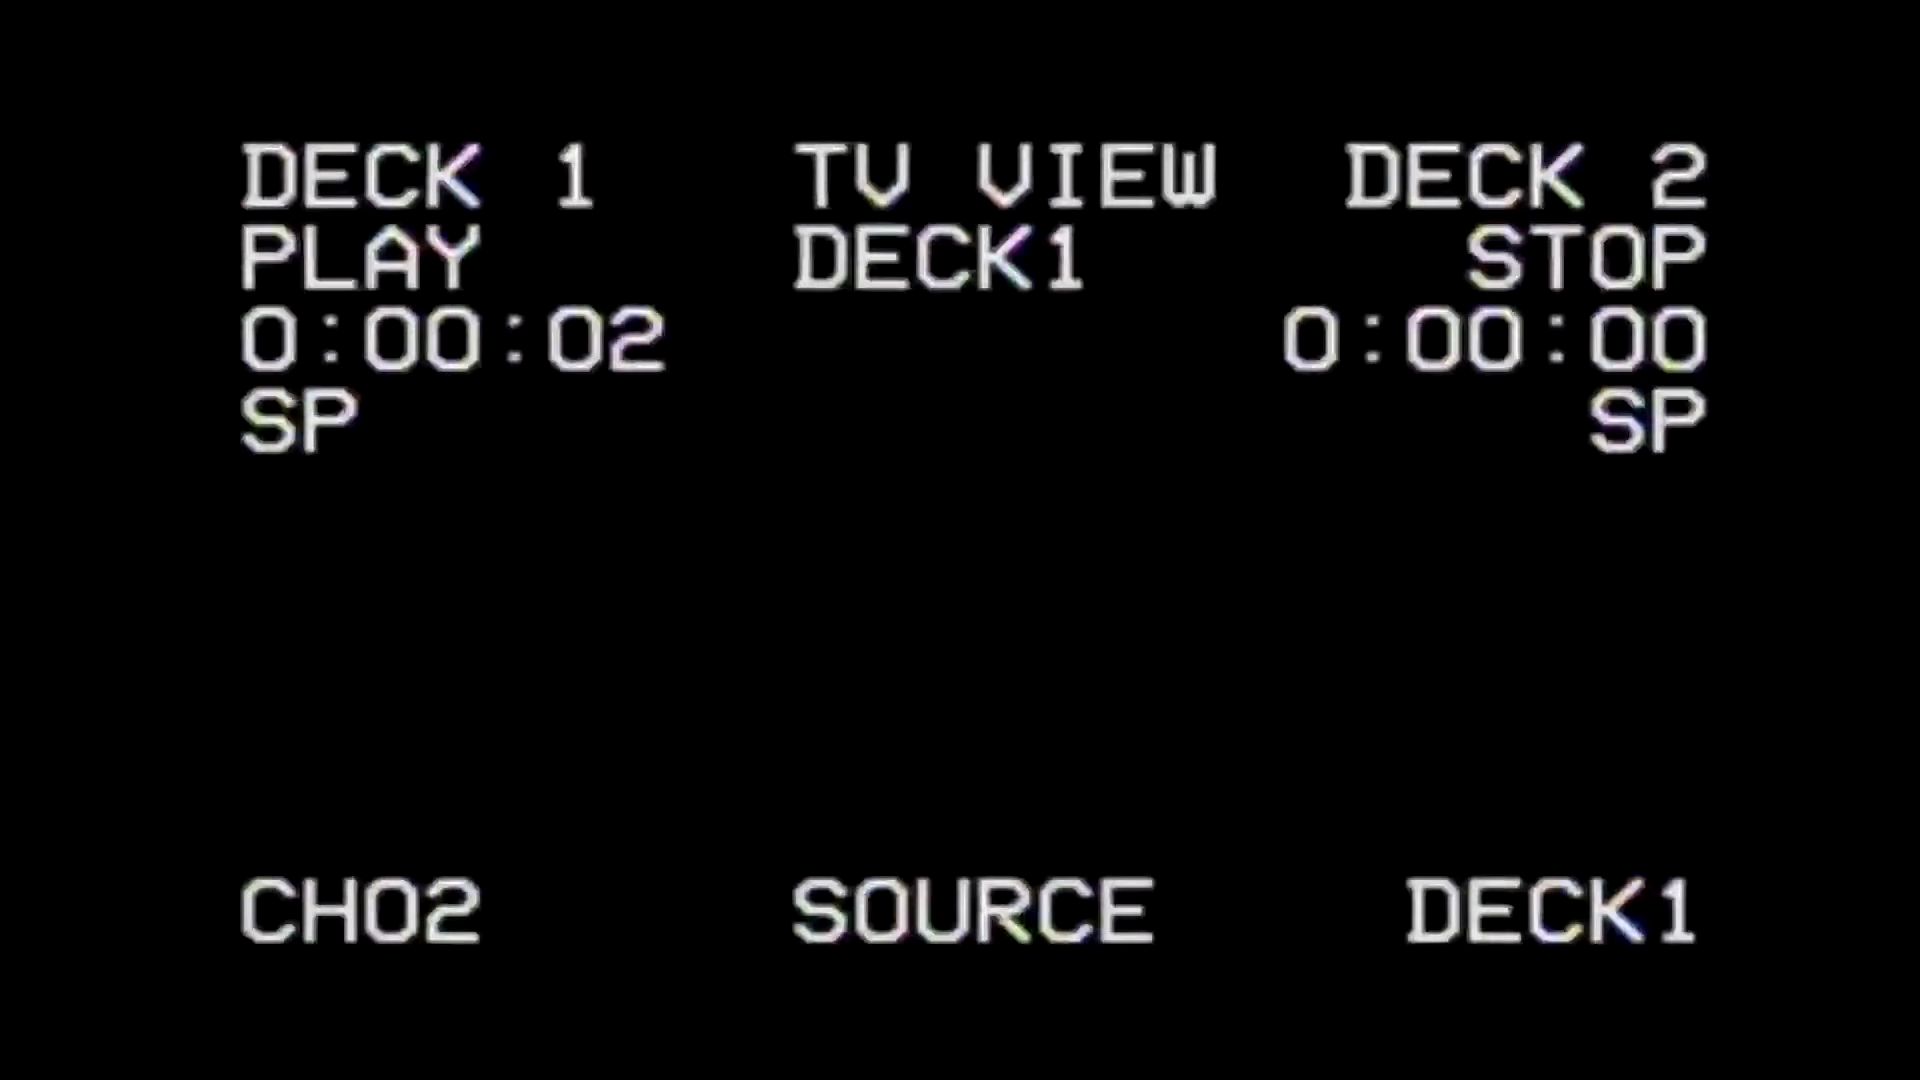 DECK 1 TV VIEW DECK 2
PLAY DECK1 STOP
0:00:02 0:00:00
SP SP
CH02 SOURCE DECK1